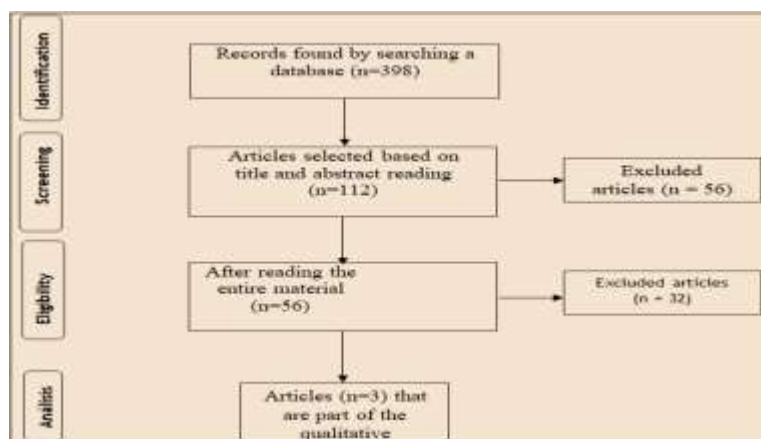 Identification
Records found by searching a
database (n=398)
Screening
Articles selected based on
title and abstract reading
(n=112)
Excluded
articles (n = 56)
Eligibility
After reading the
entire material
(n=56)
Excluded articles
(n = 32)
Analisis
Articles (n=3) that
are part of the
qualitative